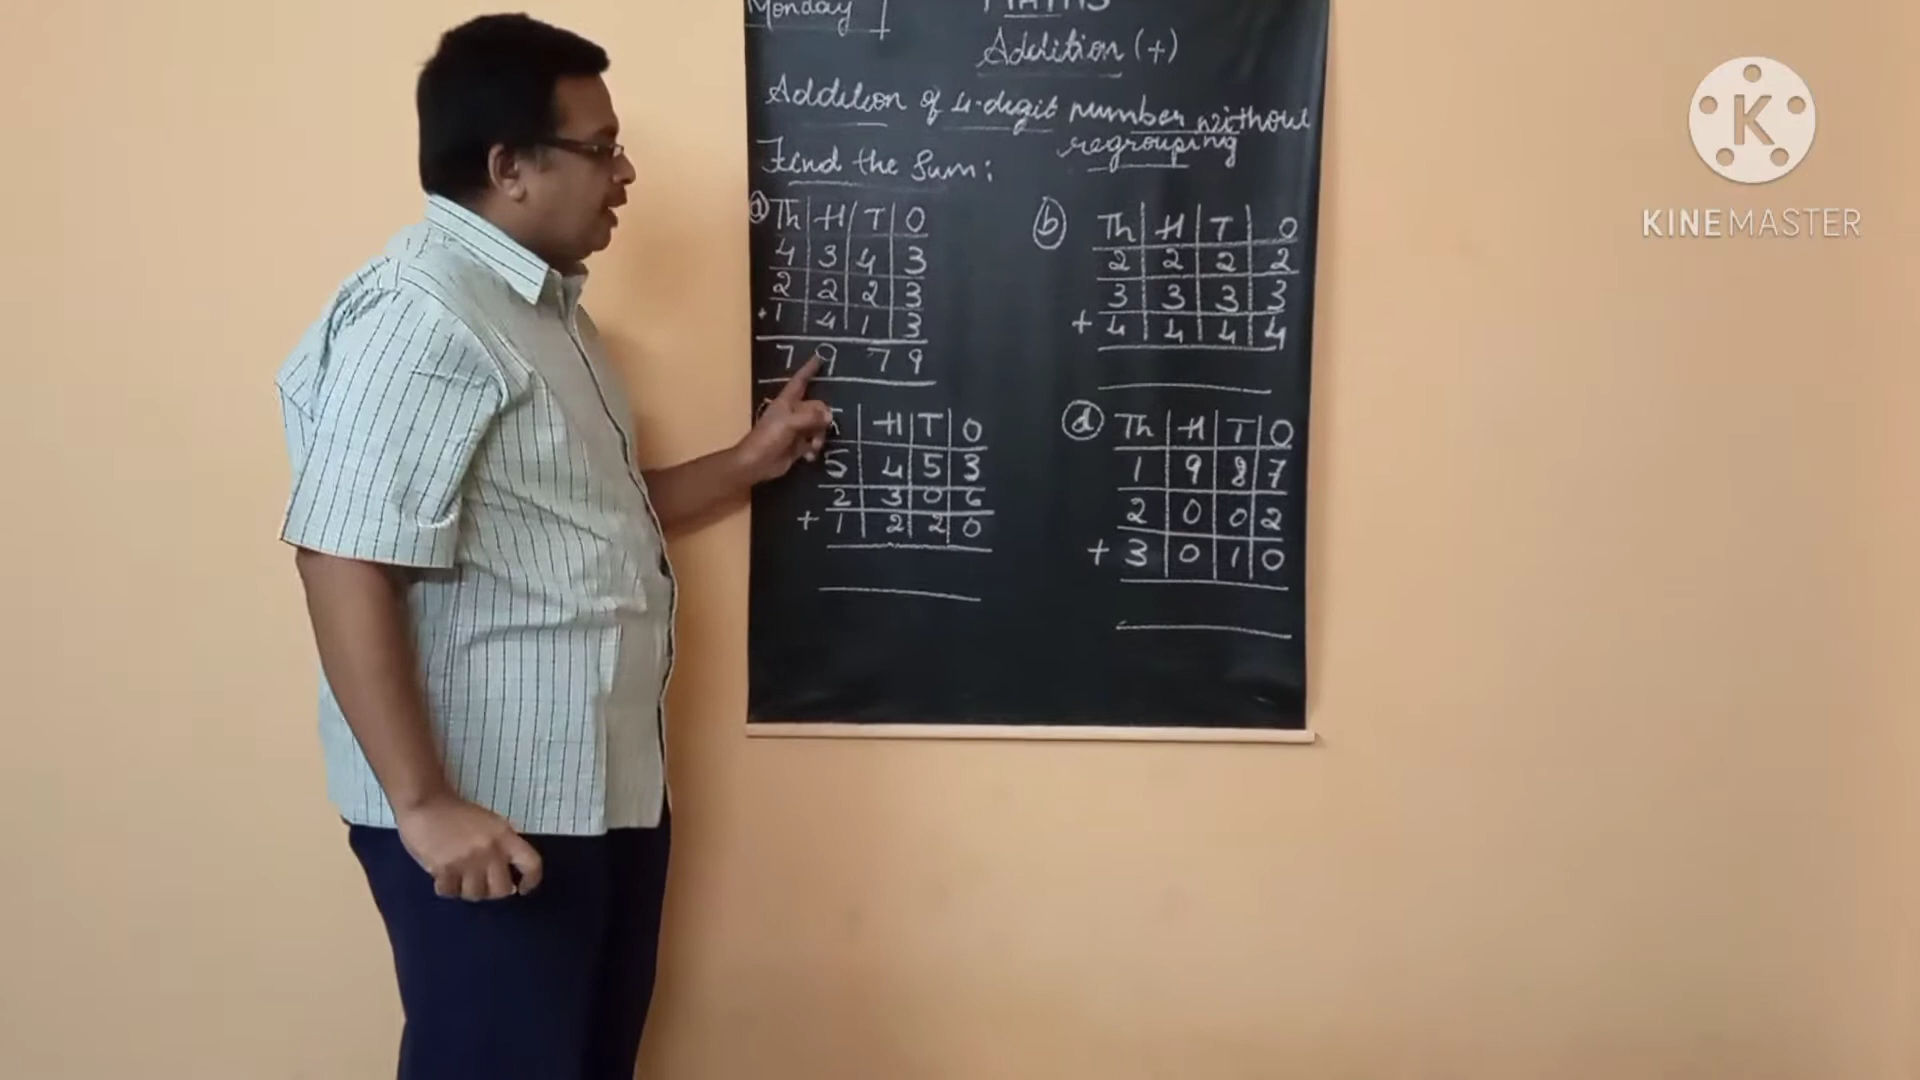 Monday
MATHS
Addition (+)
Addition of 4-digit number without
regrouping
Find the Sum:
(a) Th H T O
4 3 4 3
2 2 2 3
+ 1 4 1 3
7 9 7 9
(b) Th H T O
2 2 2 2
3 3 3 3
+ 4 4 4 4
H T O
5 4 5 3
2 3 0 6
+ 1 2 2 0
(d) Th H T O
1 9 8 7
2 0 0 2
+ 3 0 1 0
K
KINEMASTER